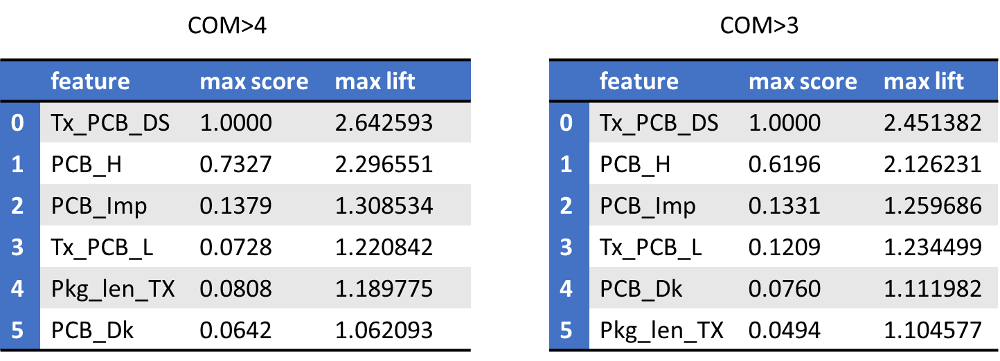 COM>4
feature max score max lift
0 Tx_PCB_DS 1.0000 2.642593
1 PCB_H 0.7327 2.296551
2 PCB_Imp 0.1379 1.308534
3 Tx_PCB_L 0.0728 1.220842
4 Pkg_len_TX 0.0808 1.189775
5 PCB_Dk 0.0642 1.062093
COM>3
feature max score max lift
0 Tx_PCB_DS 1.0000 2.451382
1 PCB_H 0.6196 2.126231
2 PCB_Imp 0.1331 1.259686
3 Tx_PCB_L 0.1209 1.234499
4 PCB_Dk 0.0760 1.111982
5 Pkg_len_TX 0.0494 1.104577